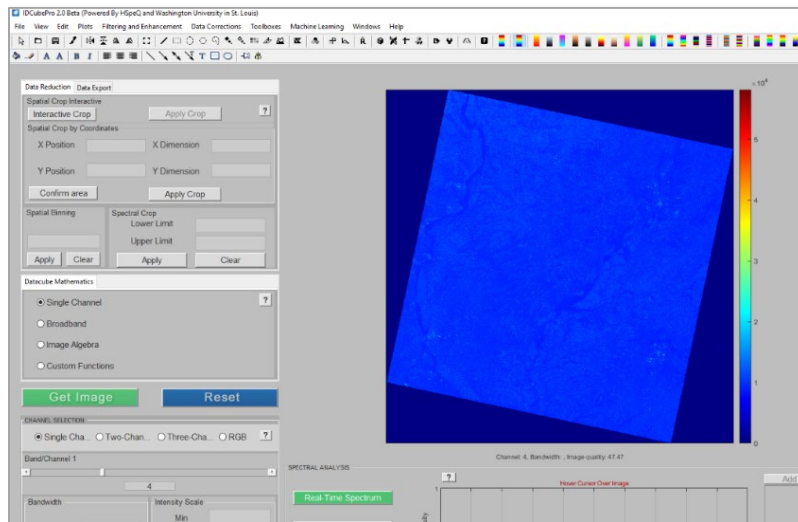 IDCubePro 2.0 Beta (Powered By HSpeQ and Washington University in St. Louis)
File View Edit Plots Filtering and Enhancement Data Corrections Toolboxes Machine Learning Windows Help
Data Reduction Data Export
Spatial Crop Interactive
Interactive Crop Apply Crop ?
Spatial Crop by Coordinates
X Position X Dimension
Y Position Y Dimension
Confirm area Apply Crop
Spatial Binning Spectral Crop
Lower Limit
Upper Limit
Apply Clear Apply Clear
Datacube Mathematics
Single Channel ?
Broadband
Image Algebra
Custom Functions
Get Image Reset
CHANNEL SELECTION
Single Cha... Two-Chan... Three-Cha... RGB ?
Band/Channel 1
4
Bandwidth Intensity Scale
Min
×10⁴
5
4
3
2
1
0
Channel: 4, Bandwidth: , Image quality: 47.47
SPECTRAL ANALYSIS
? Add
Hover Cursor Over Image
1
Real-Time Spectrum